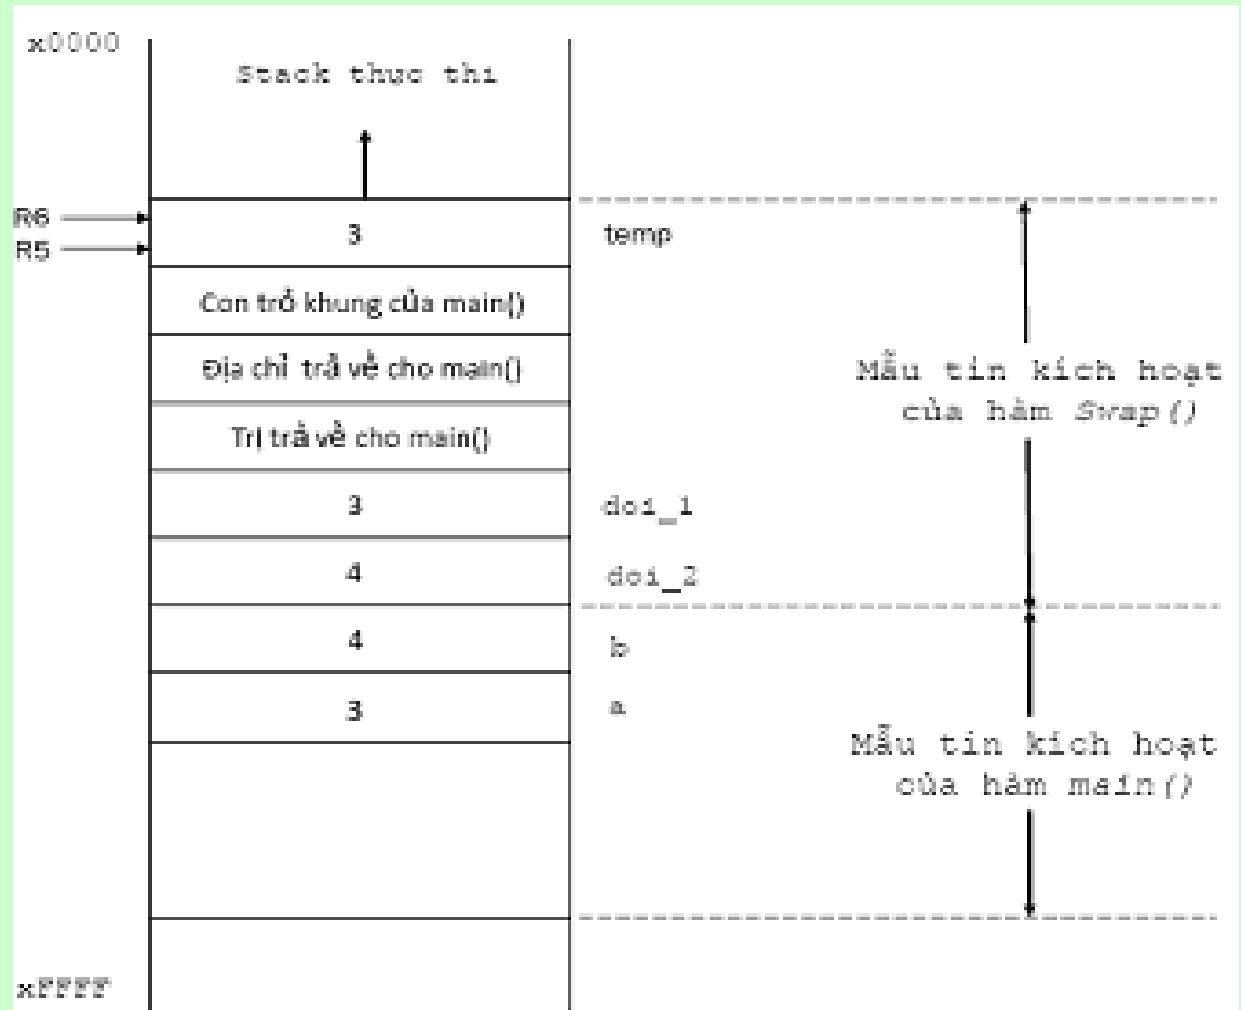 x0000
Stack thực thi
R6
R5
3
temp
Con trỏ khung của main()
Địa chỉ trả về cho main()
Mẫu tin kích hoạt
của hàm Swap()
Trị trả về cho main()
3
doi_1
4
doi_2
4
b
3
a
Mẫu tin kích hoạt
của hàm main()
xFFFF